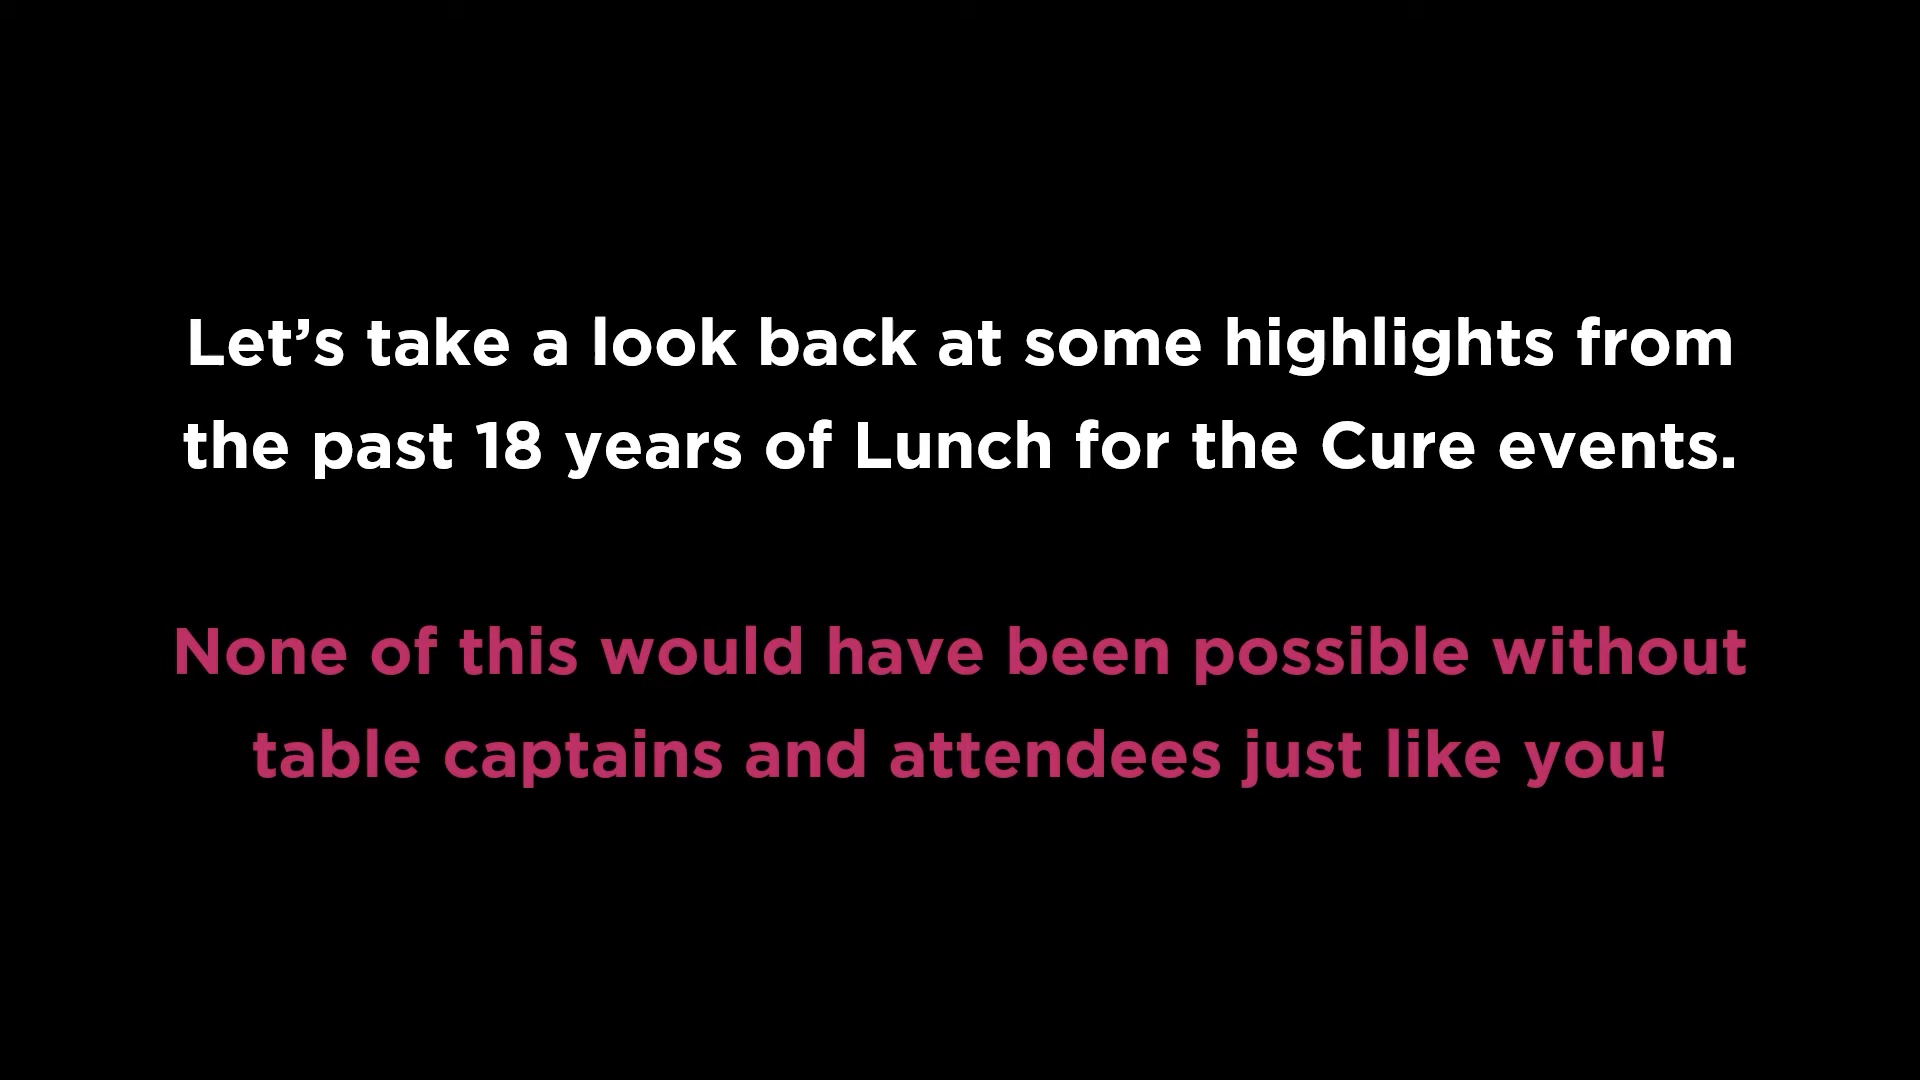 Let’s take a look back at some highlights from
the past 18 years of Lunch for the Cure events.
None of this would have been possible without
table captains and attendees just like you!